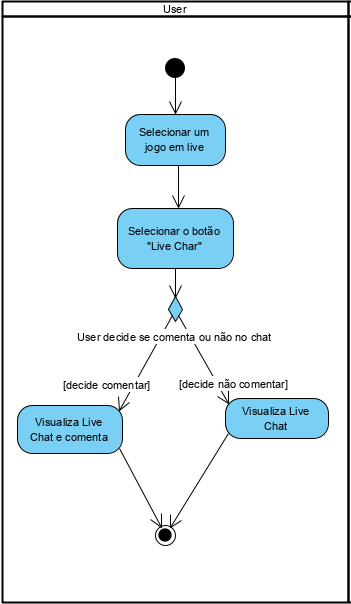 User
Selecionar um
jogo em live
Selecionar o botão
"Live Char"
User decide se comenta ou não no chat
[decide comentar]
[decide não comentar]
Visualiza Live
Chat e comenta
Visualiza Live
Chat